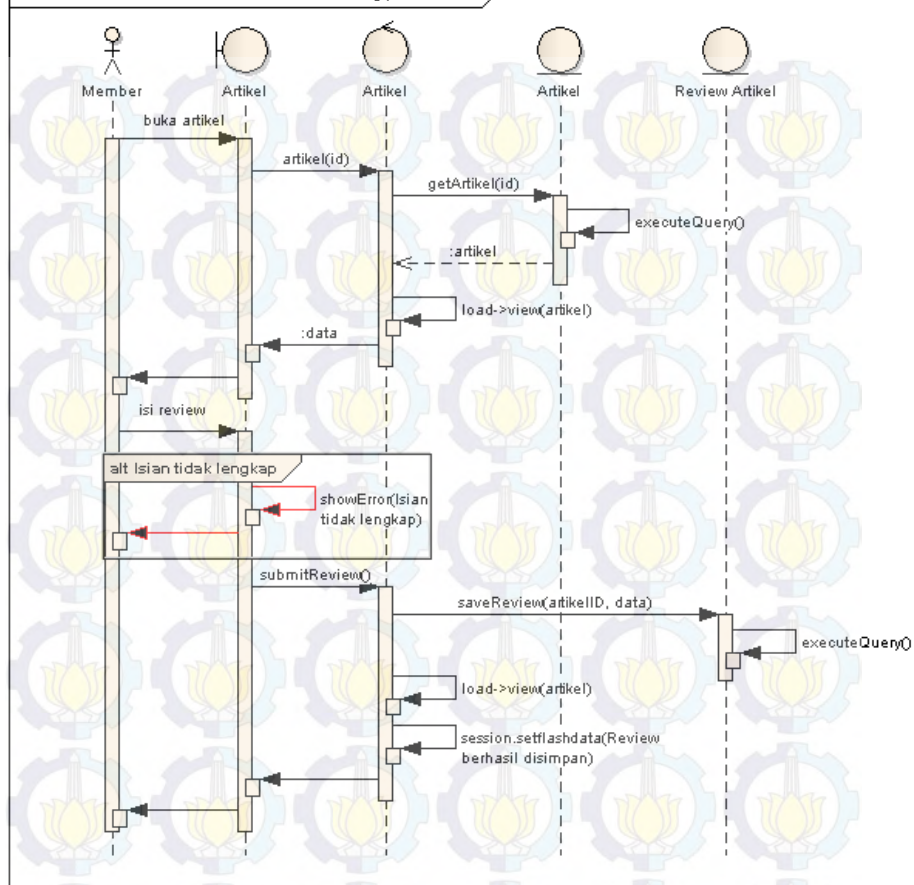 Member
Artikel
Artikel
Artikel
Review Artikel
buka artikel
artikel(id)
getArtikel(id)
executeQuery()
:artikel
load->view(artikel)
:data
isi review
alt Isian tidak lengkap
showError(Isian
tidak lengkap)
submitReview()
saveReview(artikelID, data)
executeQuery()
load->view(artikel)
session.setflashdata(Review
berhasil disimpan)